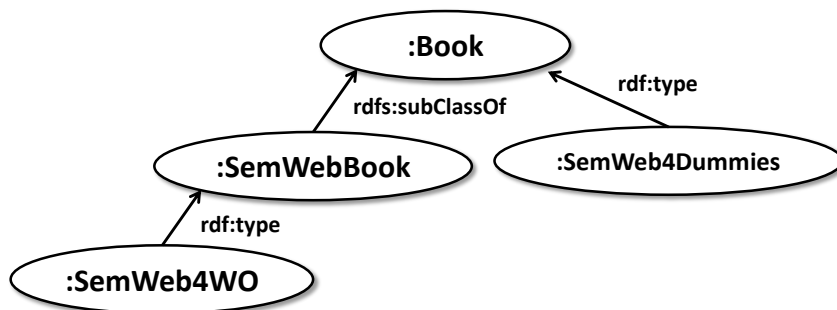 :Book
rdf:type
rdfs:subClassOf
:SemWebBook
:SemWeb4Dummies
rdf:type
:SemWeb4WO